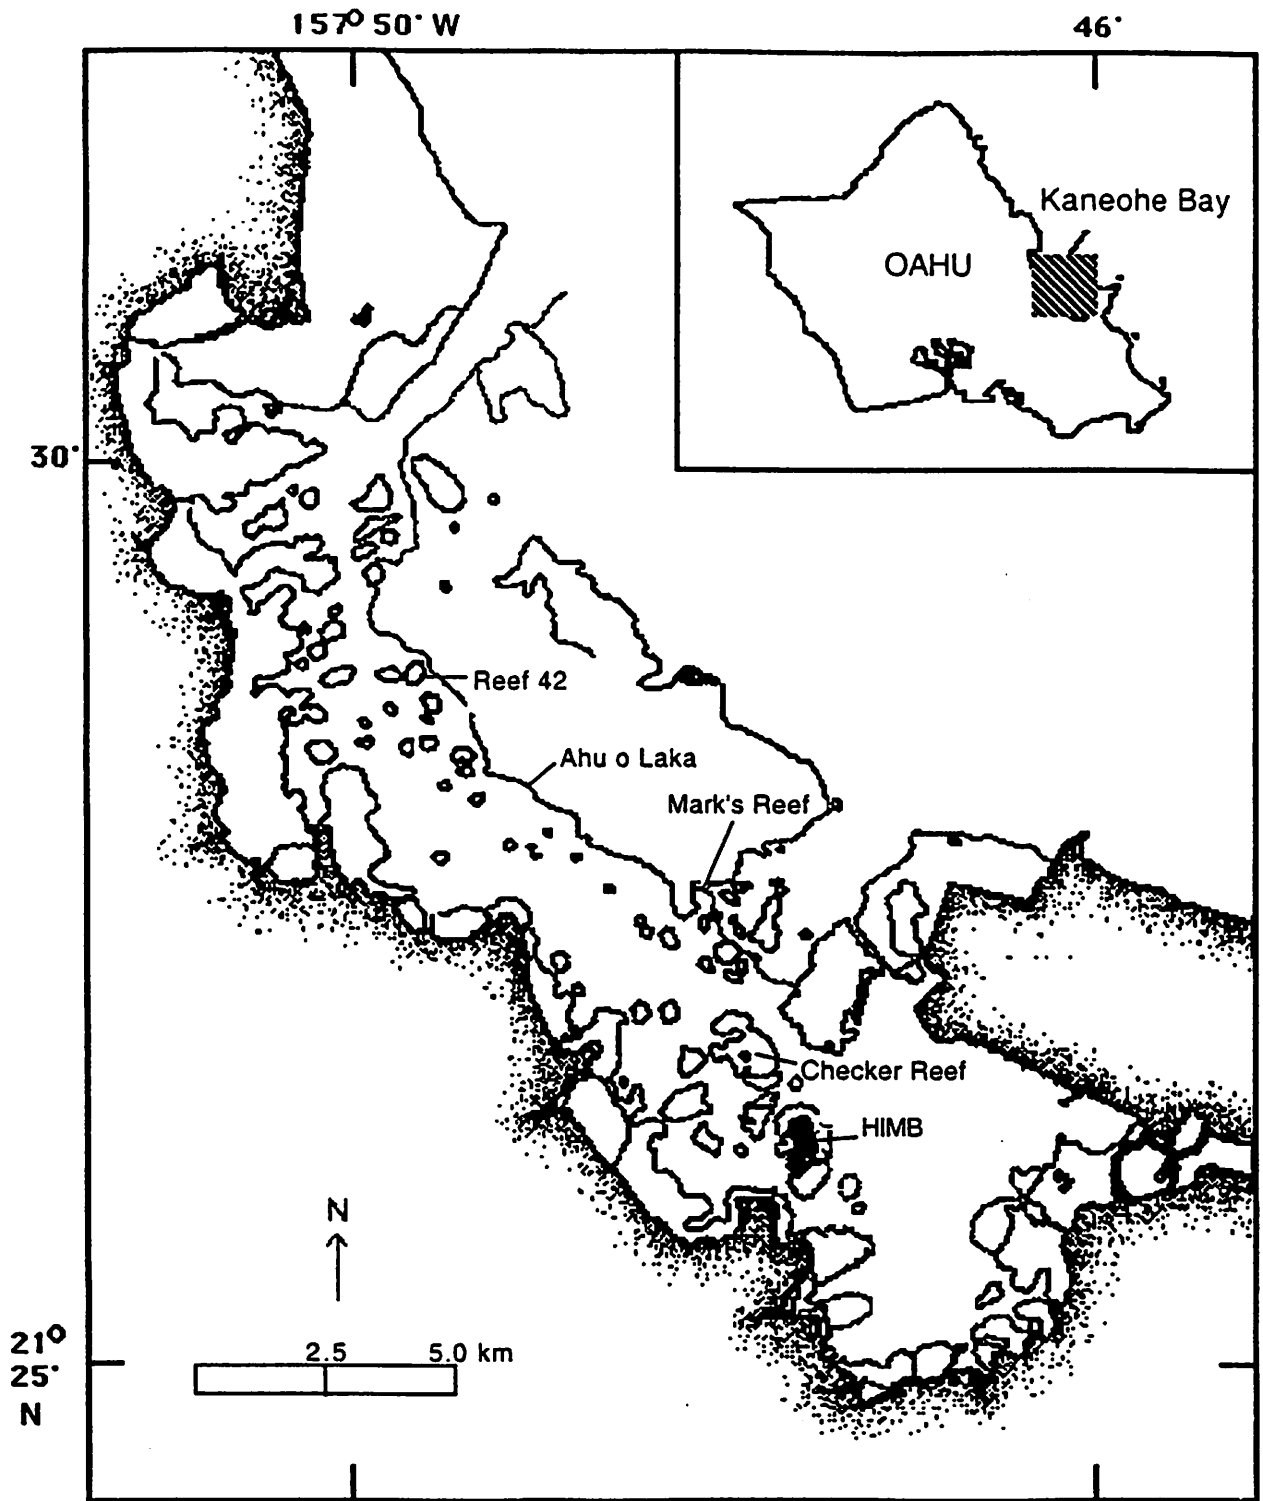 157° 50' W
46'
Kaneohe Bay
OAHU
30'
Reef 42
Ahu o Laka
Mark's Reef
Checker Reef
HIMB
N
2.5 5.0 km
21°
25'
N